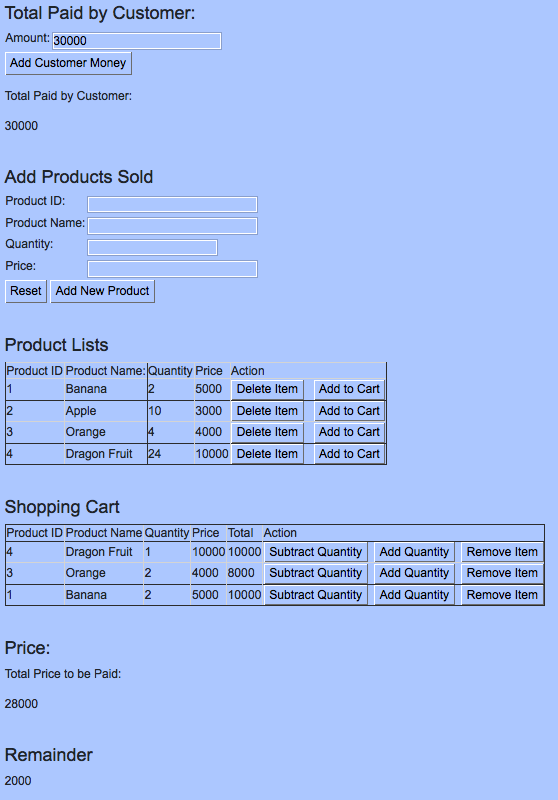 Total Paid by Customer:
Amount: 30000
Add Customer Money
Total Paid by Customer:
30000
Add Products Sold
Product ID:
Product Name:
Quantity:
Price:
Reset Add New Product
Product Lists
Product ID Product Name: Quantity Price Action
1 Banana 2 5000 Delete Item Add to Cart
2 Apple 10 3000 Delete Item Add to Cart
3 Orange 4 4000 Delete Item Add to Cart
4 Dragon Fruit 24 10000 Delete Item Add to Cart
Shopping Cart
Product ID Product Name Quantity Price Total Action
4 Dragon Fruit 1 10000 10000 Subtract Quantity Add Quantity Remove Item
3 Orange 2 4000 8000 Subtract Quantity Add Quantity Remove Item
1 Banana 2 5000 10000 Subtract Quantity Add Quantity Remove Item
Price:
Total Price to be Paid:
28000
Remainder
2000